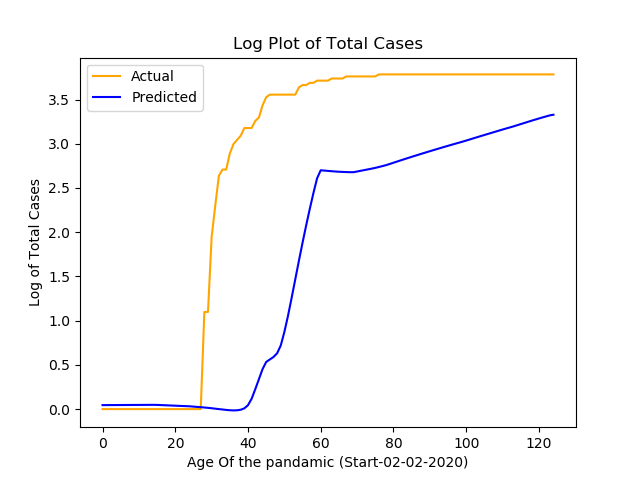 Log Plot of Total Cases
Actual
Predicted
Log of Total Cases
3.5
3.0
2.5
2.0
1.5
1.0
0.5
0.0
0 20 40 60 80 100 120
Age Of the pandamic (Start-02-02-2020)